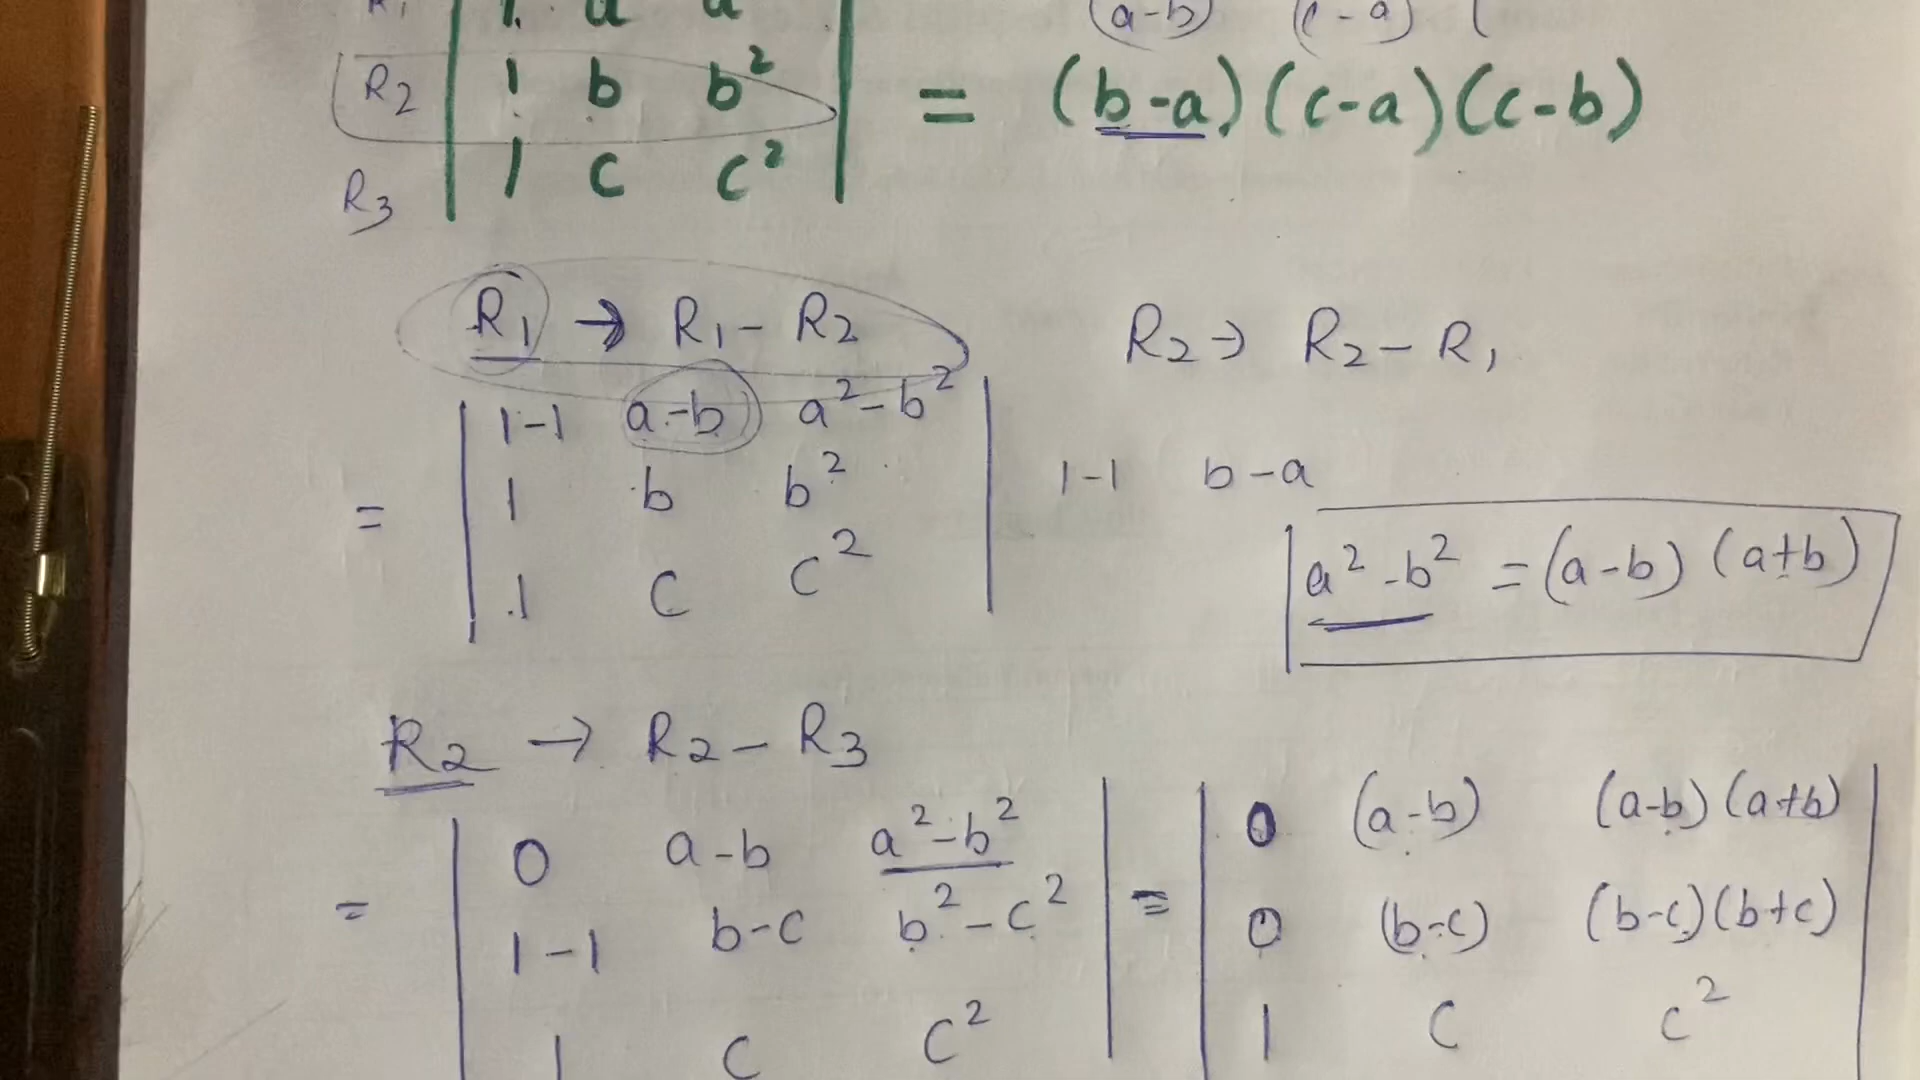 R1 | 1 a a | (a-b) (c-a) (
R2 | 1 b b² | = (b-a)(c-a)(c-b)
R3 | 1 c c² |
R1 → R1 - R2 R2 → R2 - R1
| 1-1 a-b a²-b² |
= | 1 b b² | 1-1 b-a
| 1 c c² | a² - b² = (a-b) (a+b)
R2 → R2 - R3
| 0 a-b a²-b² | | 0 (a-b) (a-b)(a+b) |
= | 1-1 b-c b²-c² | = | 0 (b-c) (b-c)(b+c) |
| 1 c c² | | 1 c c² |